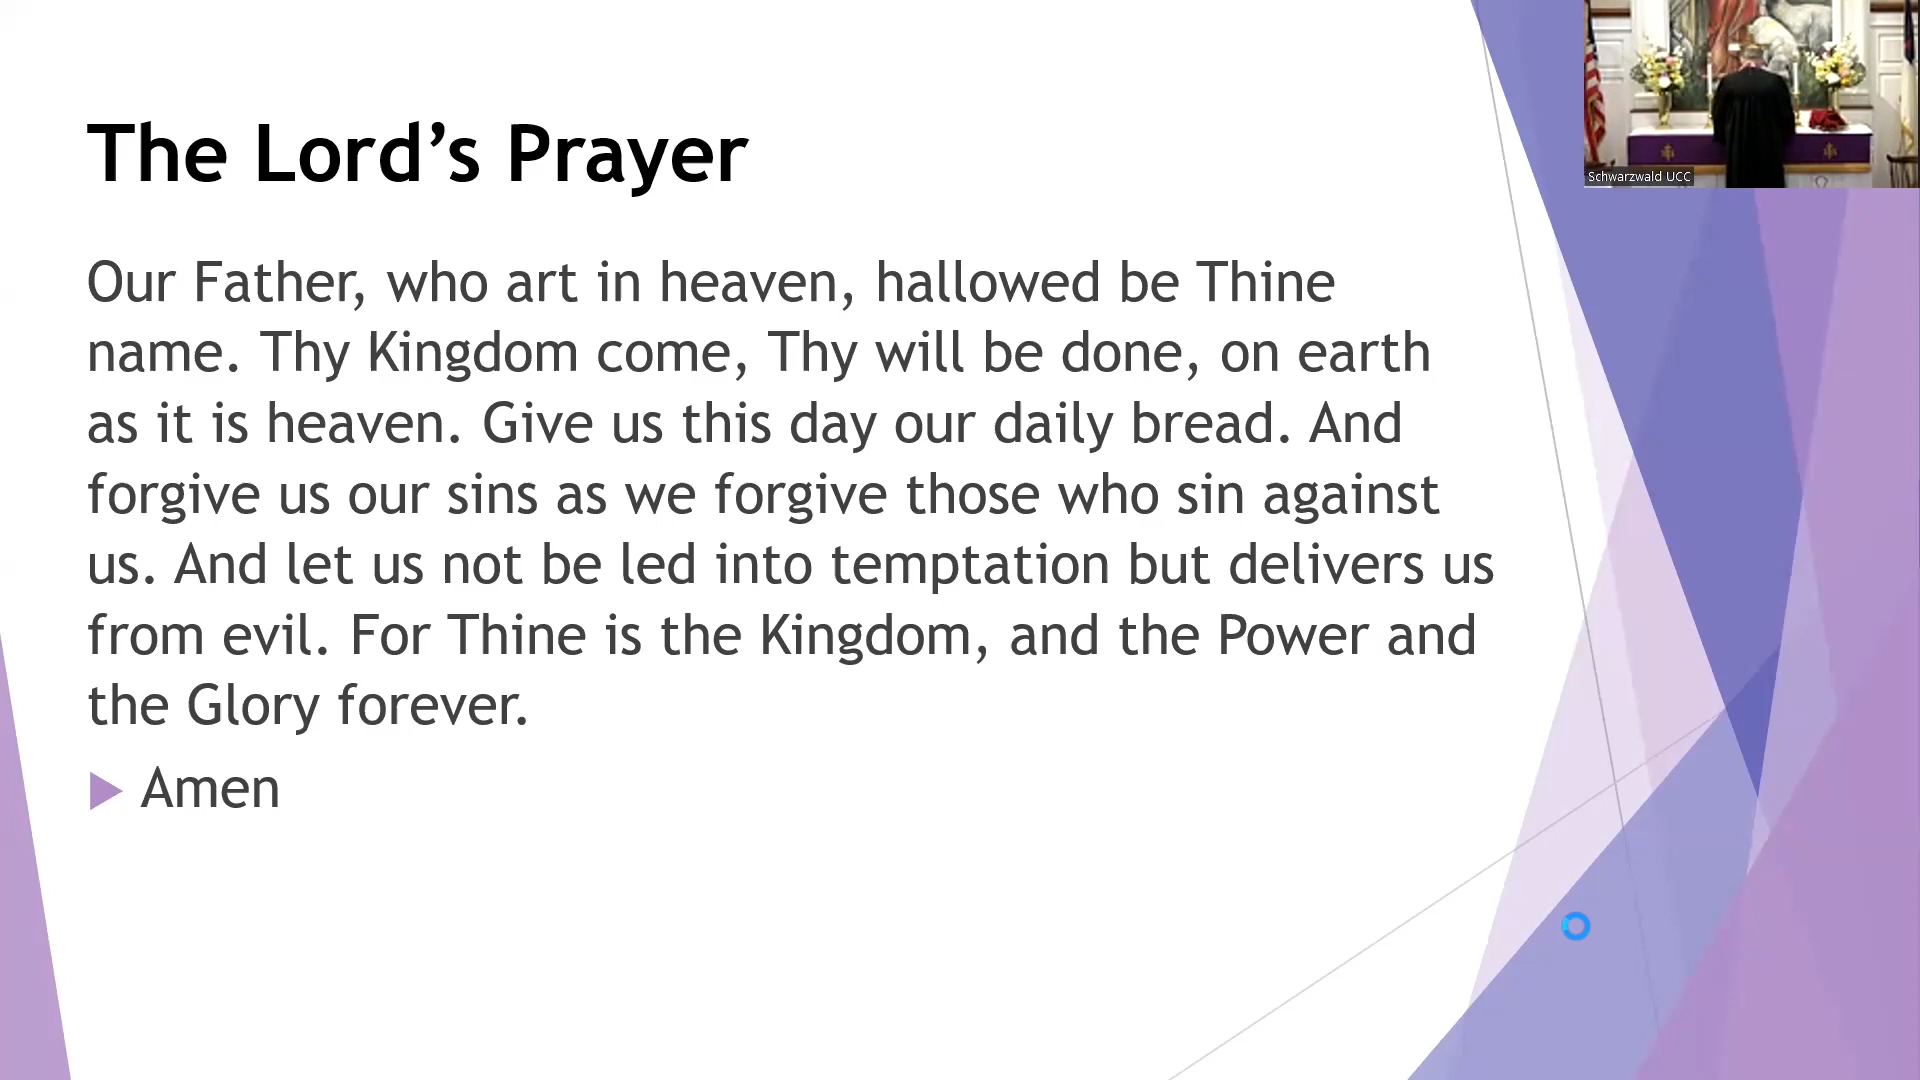 The Lord’s Prayer
Our Father, who art in heaven, hallowed be Thine
name. Thy Kingdom come, Thy will be done, on earth
as it is heaven. Give us this day our daily bread. And
forgive us our sins as we forgive those who sin against
us. And let us not be led into temptation but delivers us
from evil. For Thine is the Kingdom, and the Power and
the Glory forever.
Amen
Schwarzwald UCC